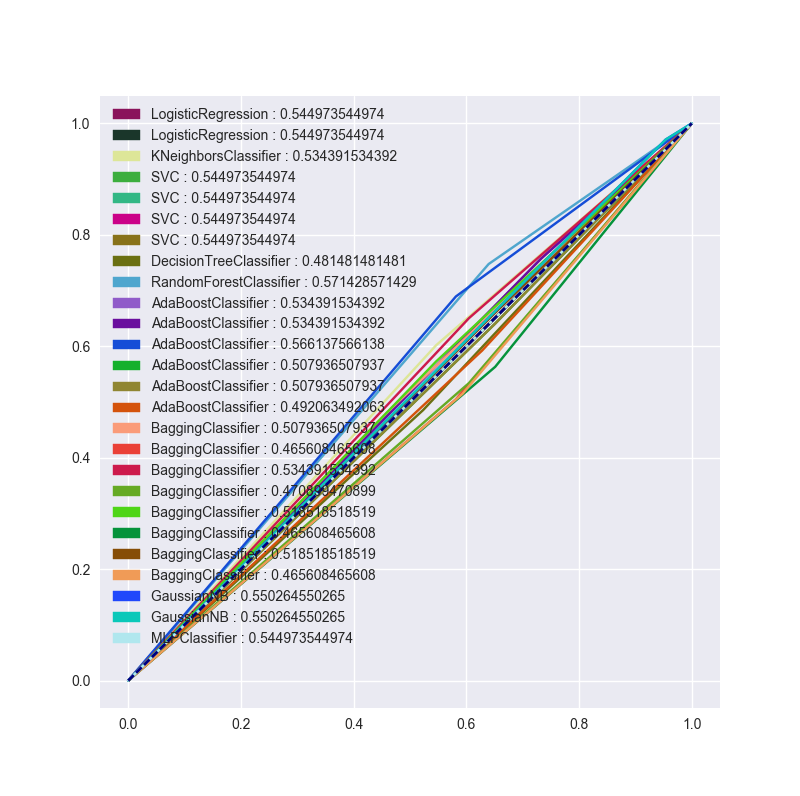 LogisticRegression : 0.544973544974
LogisticRegression : 0.544973544974
KNeighborsClassifier : 0.534391534392
SVC : 0.544973544974
SVC : 0.544973544974
SVC : 0.544973544974
SVC : 0.544973544974
DecisionTreeClassifier : 0.481481481481
RandomForestClassifier : 0.571428571429
AdaBoostClassifier : 0.534391534392
AdaBoostClassifier : 0.534391534392
AdaBoostClassifier : 0.566137566138
AdaBoostClassifier : 0.507936507937
AdaBoostClassifier : 0.507936507937
AdaBoostClassifier : 0.492063492063
BaggingClassifier : 0.507936507937
BaggingClassifier : 0.465608465608
BaggingClassifier : 0.534391534392
BaggingClassifier : 0.470899470899
BaggingClassifier : 0.518518518519
BaggingClassifier : 0.465608465608
BaggingClassifier : 0.518518518519
BaggingClassifier : 0.465608465608
GaussianNB : 0.550264550265
GaussianNB : 0.550264550265
MLPClassifier : 0.544973544974
1.0
0.8
0.6
0.4
0.2
0.0
0.0 0.2 0.4 0.6 0.8 1.0